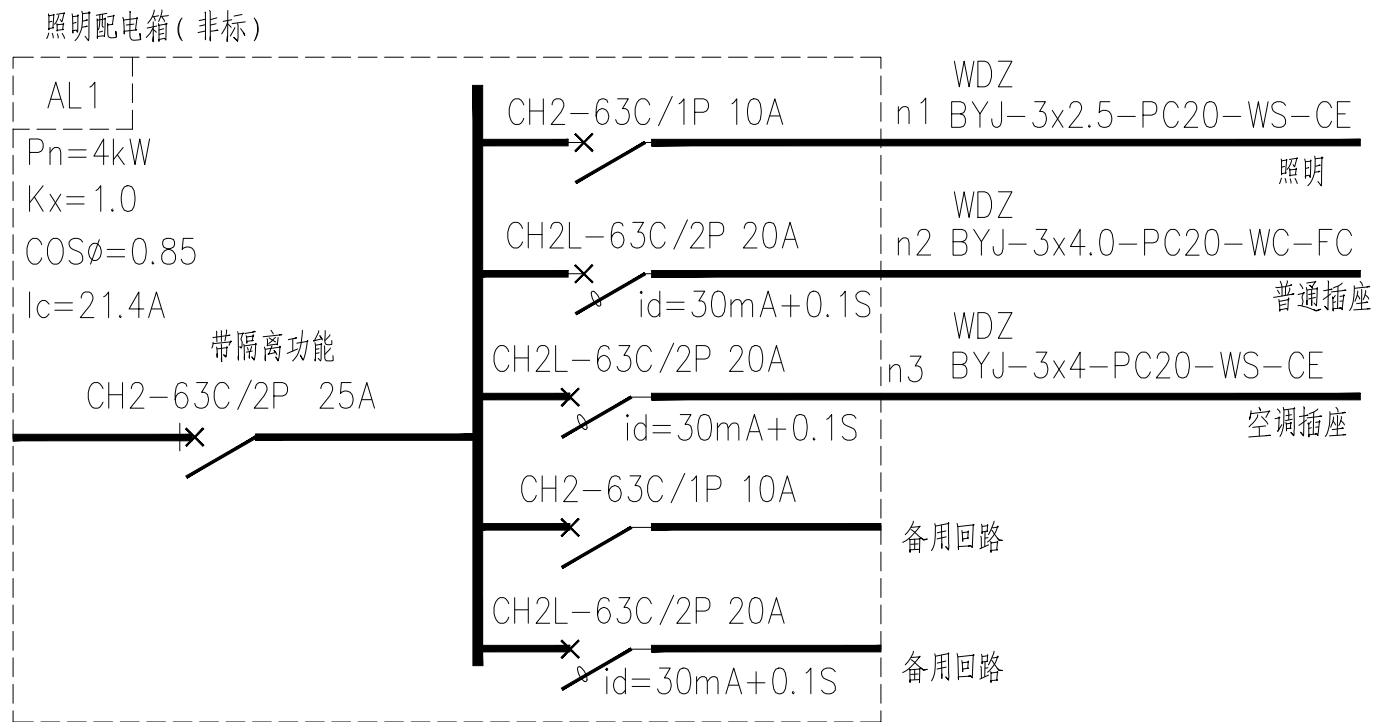 照明配电箱(非标)
AL1
Pn=4kW
Kx=1.0
COSø=0.85
Ic=21.4A
带隔离功能
CH2-63C/2P 25A
CH2-63C/1P 10A
n1
WDZ
BYJ-3x2.5-PC20-WS-CE
照明
CH2L-63C/2P 20A
id=30mA+0.1S
n2
WDZ
BYJ-3x4.0-PC20-WC-FC
普通插座
CH2L-63C/2P 20A
id=30mA+0.1S
n3
WDZ
BYJ-3x4-PC20-WS-CE
空调插座
CH2-63C/1P 10A
备用回路
CH2L-63C/2P 20A
id=30mA+0.1S
备用回路